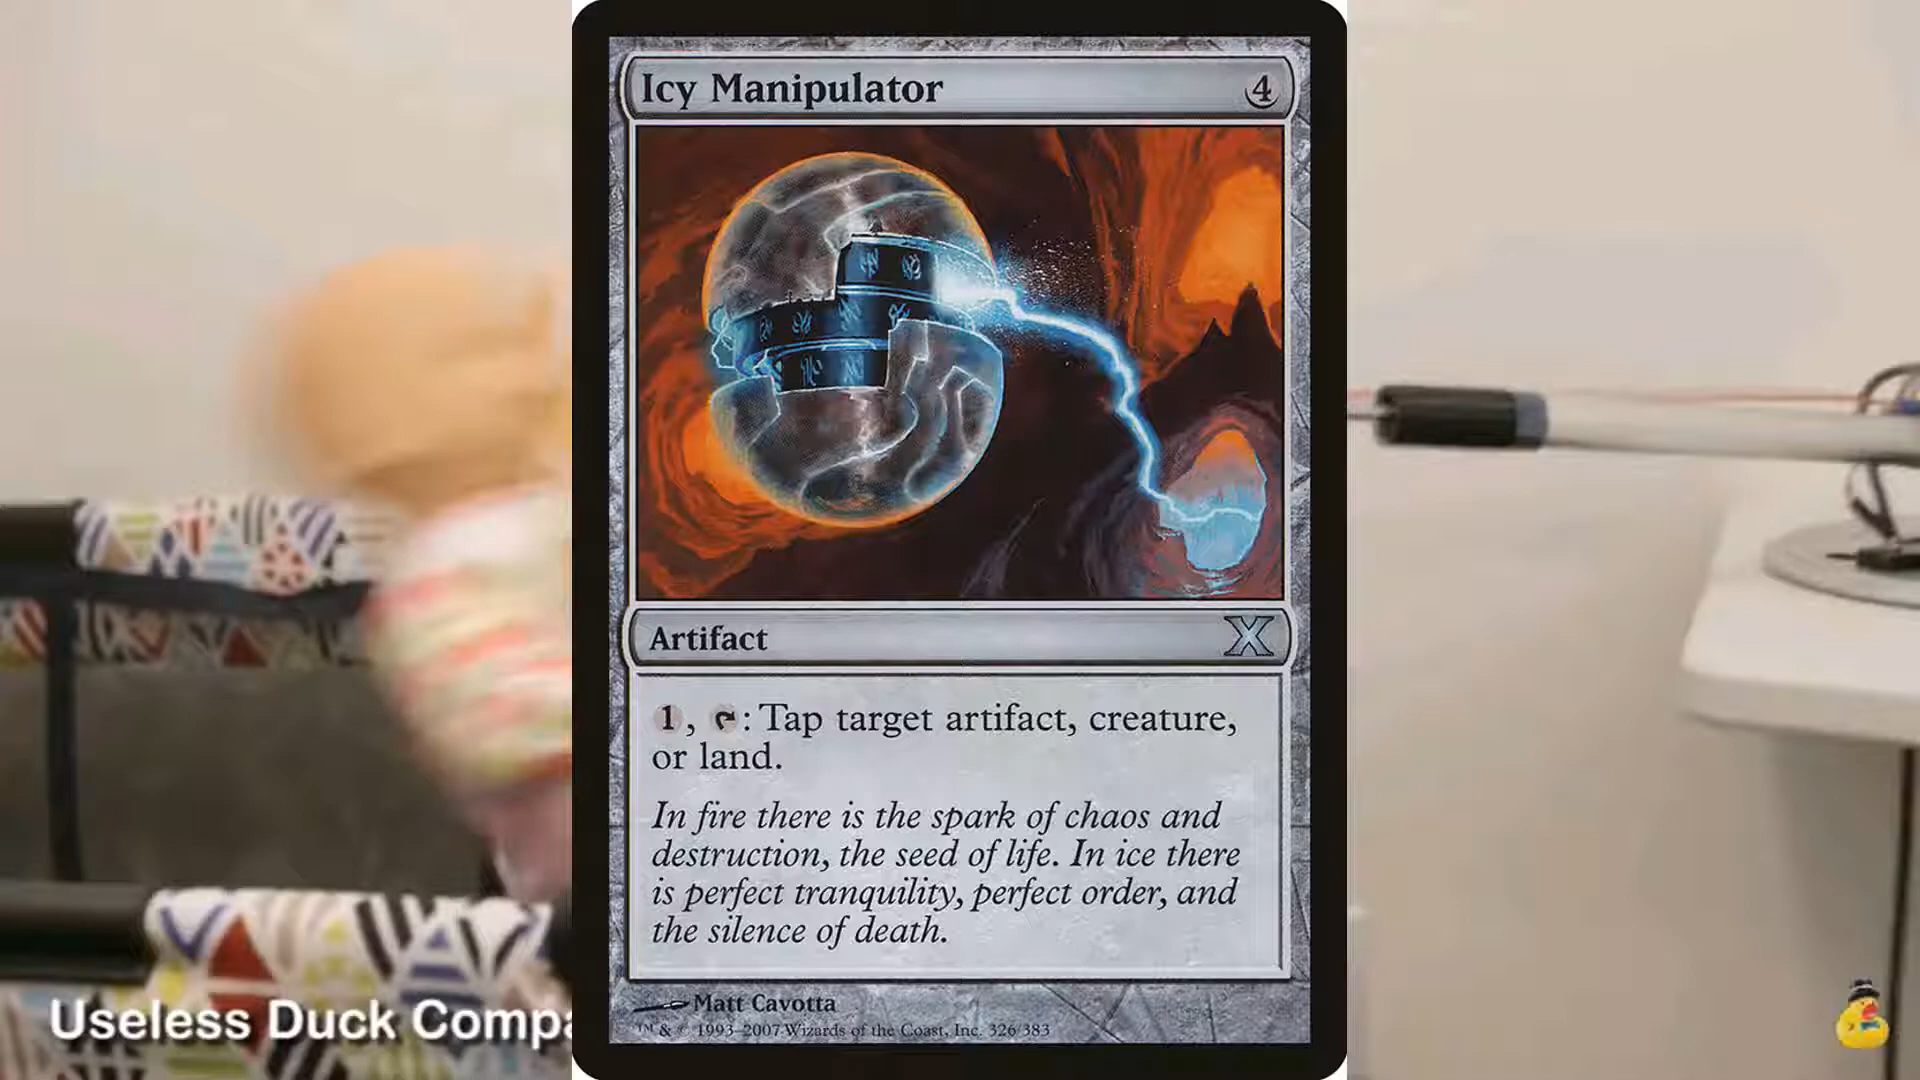 Icy Manipulator 4
Artifact
1, : Tap target artifact, creature,
or land.
In fire there is the spark of chaos and
destruction, the seed of life. In ice there
is perfect tranquility, perfect order, and
the silence of death.
Matt Cavotta
™ & © 1993–2007 Wizards of the Coast, Inc. 326/383
Useless Duck Compa